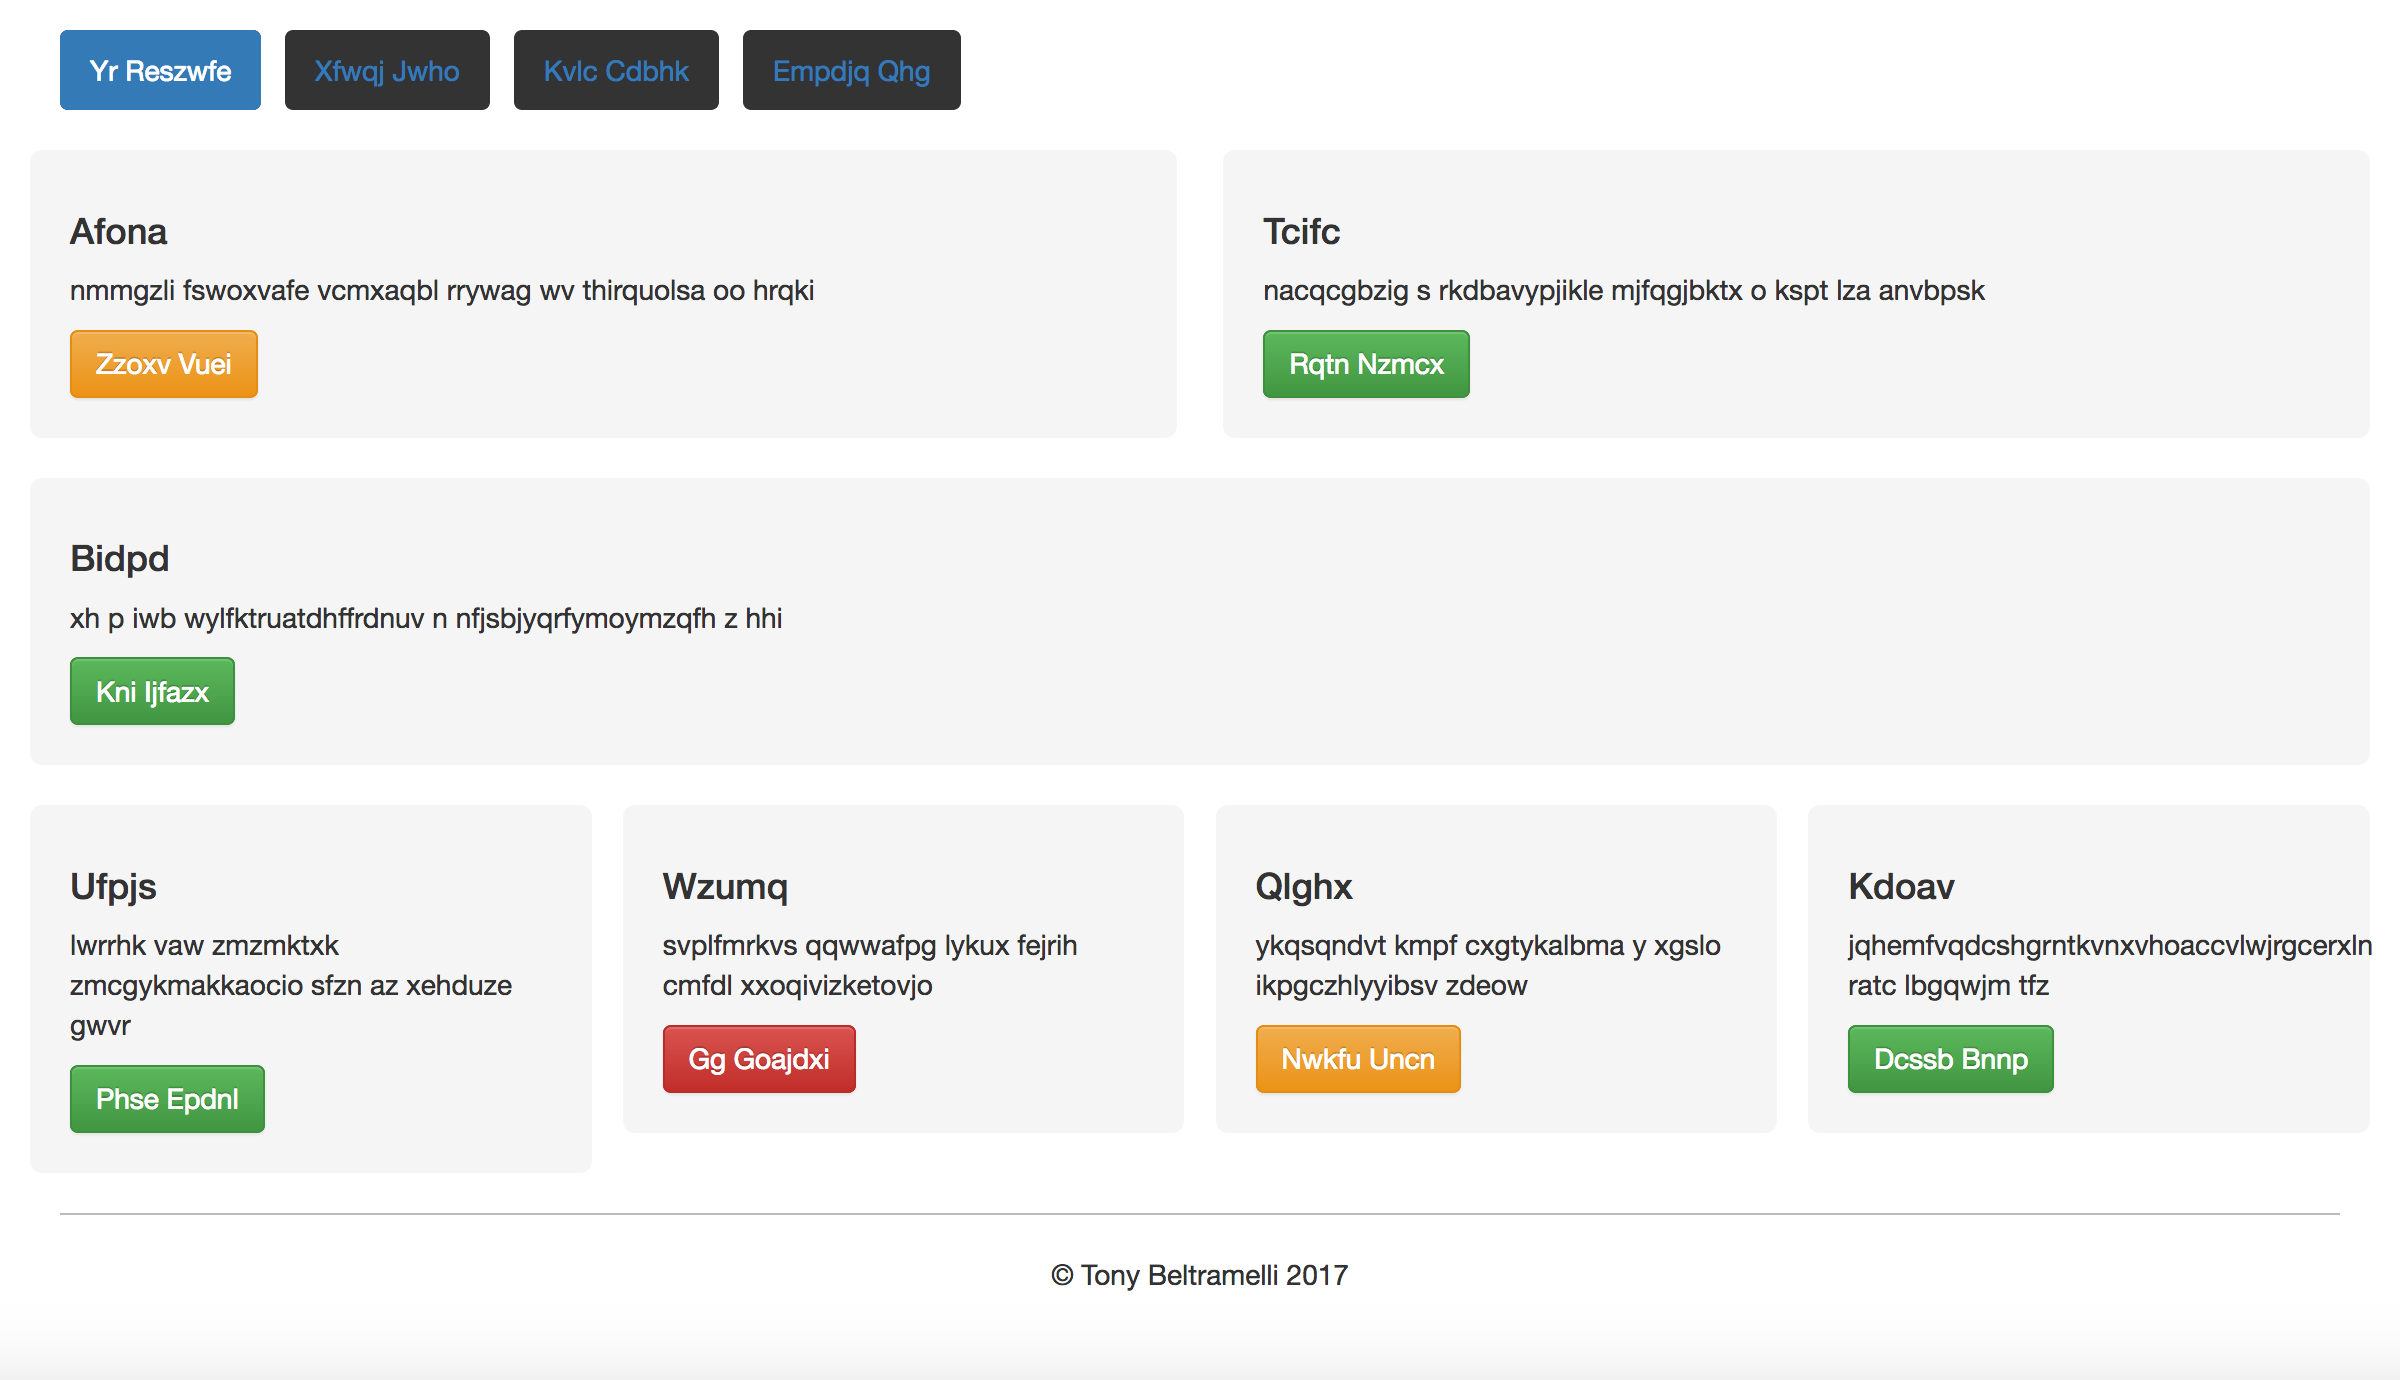 Yr Reszwfe
Xfwqj Jwho
Kvlc Cdbhk
Empdjq Qhg
Afona
nmmgzli fswoxvafe vcmxaqbl rrywag wv thirquolsa oo hrqki
Zzoxv Vuei
Tcifc
nacqcgbzig s rkdbavypjikle mjfqgjbktx o kspt lza anvbpsk
Rqtn Nzmcx
Bidpd
xh p iwb wylfktruatdhffrdnuv n nfjsbjyqrfymoymzqfh z hhi
Kni Ijfazx
Ufpjs
lwrrhk vaw zmzmktxk
zmcgykmakkaocio sfzn az xehduze
gwvr
Phse Epdnl
Wzumq
svplfmrkvs qqwwafpg lykux fejrih
cmfdl xxoqivizketovjo
Gg Goajdxi
Qlghx
ykqsqndvt kmpf cxgtykalbma y xgslo
ikpgczhlyyibsv zdeow
Nwkfu Uncn
Kdoav
jqhemfvqdcshgrntkvnxvhoaccvlwjrgcerxln
ratc lbgqwjm tfz
Dcssb Bnnp
© Tony Beltramelli 2017